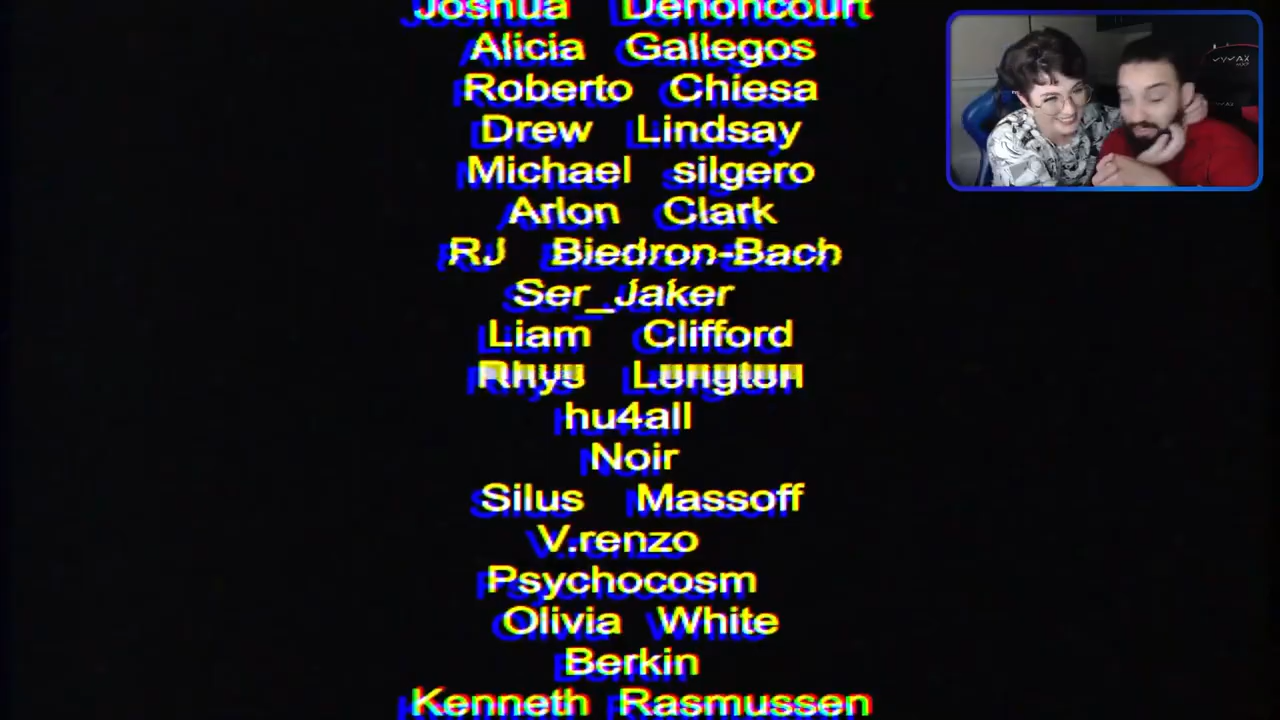 Joshua Denoncourt
Alicia Gallegos
Roberto Chiesa
Drew Lindsay
Michael silgero
Arlon Clark
RJ Biedron-Bach
Ser_Jaker
Liam Clifford
Rhys Longton
hu4all
Noir
Silus Massoff
V.renzo
Psychocosm
Olivia White
Berkin
Kenneth Rasmussen